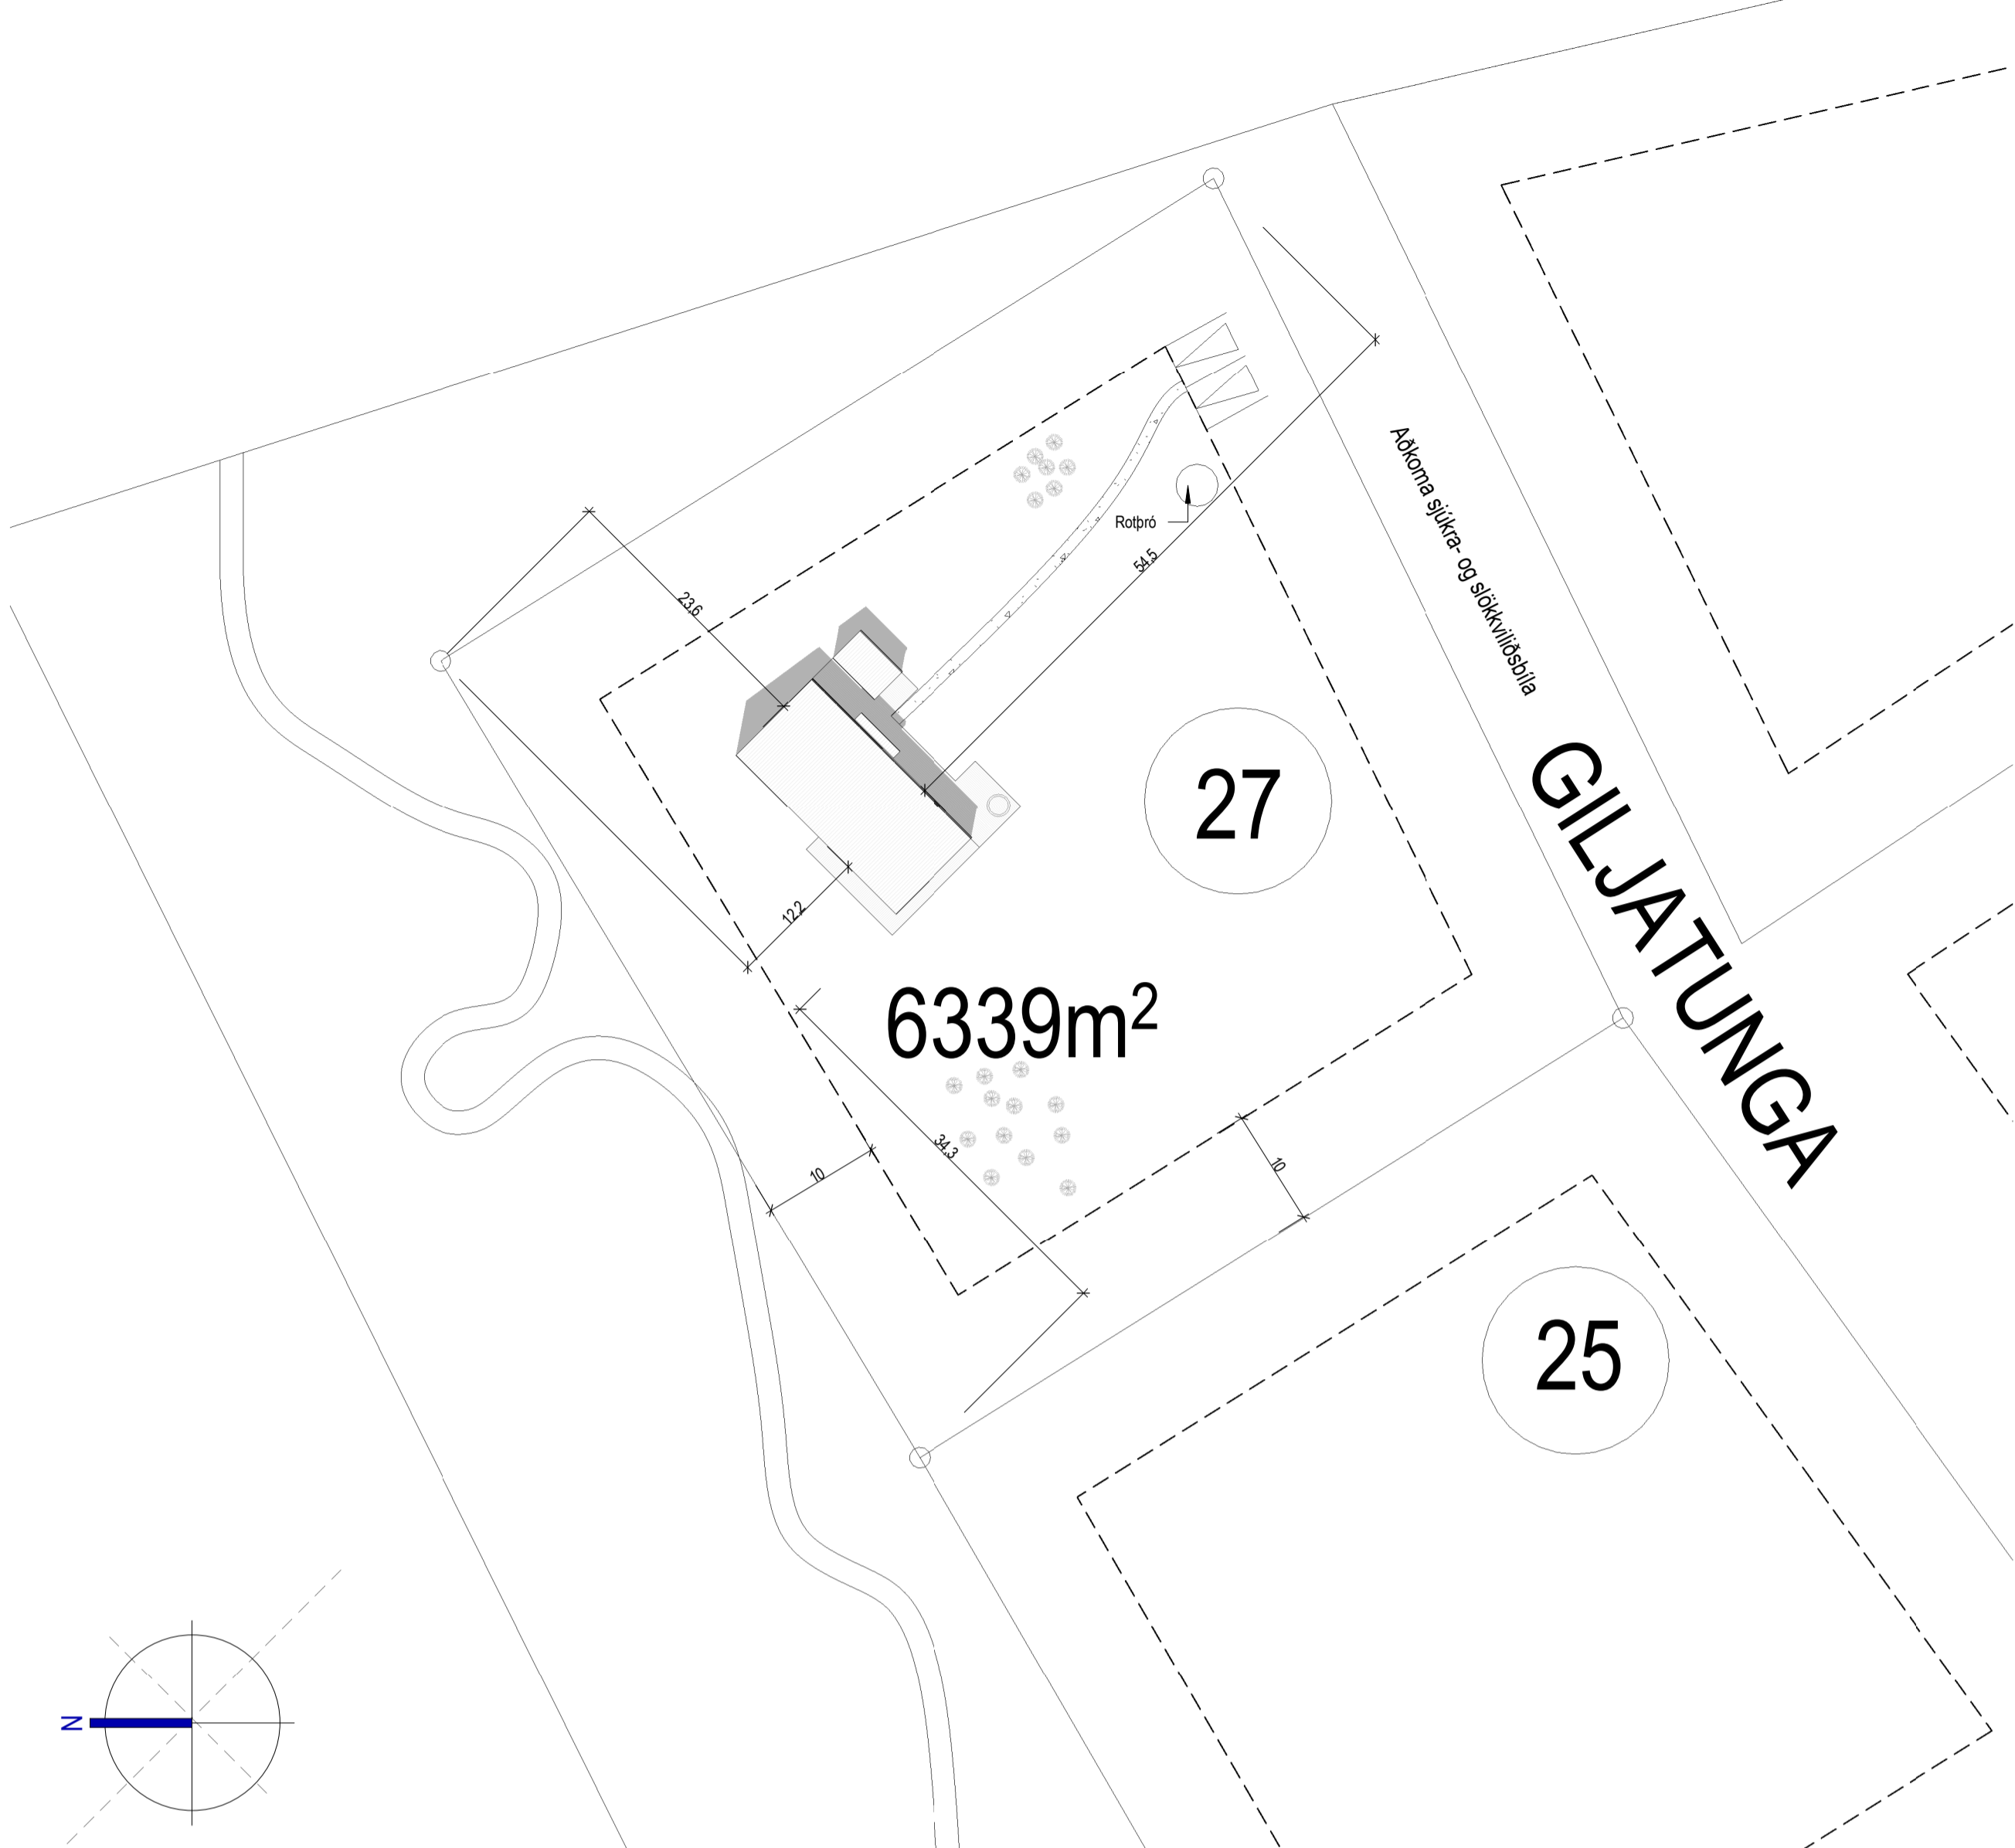 23,6
Rotþró
54,5
Aðkoma sjúkra- og slökkviliðsbíla
27
GILJATUNGA
12,2
6339m²
34,3
10
10
25
N